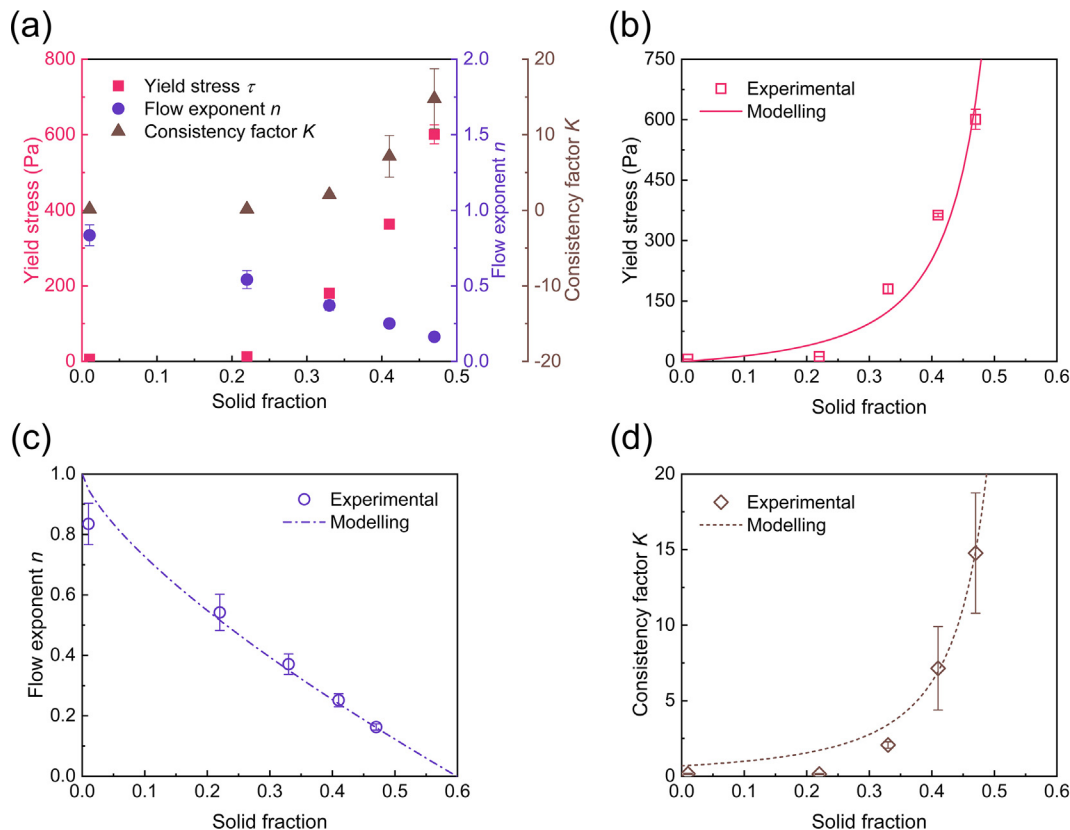 (a)
800
600
400
200
0
Yield stress (Pa)
Yield stress τ
Flow exponent n
Consistency factor K
2.0
1.5
1.0
0.5
0.0
Flow exponent n
20
10
0
-10
-20
Consistency factor K
0.0 0.1 0.2 0.3 0.4 0.5
Solid fraction
(b)
750
600
450
300
150
0
Yield stress (Pa)
Experimental
Modelling
0.0 0.1 0.2 0.3 0.4 0.5 0.6
Solid fraction
(c)
1.0
0.8
0.6
0.4
0.2
0.0
Flow exponent n
Experimental
Modelling
0.0 0.1 0.2 0.3 0.4 0.5 0.6
Solid fraction
(d)
20
15
10
5
0
Consistency factor K
Experimental
Modelling
0.0 0.1 0.2 0.3 0.4 0.5 0.6
Solid fraction